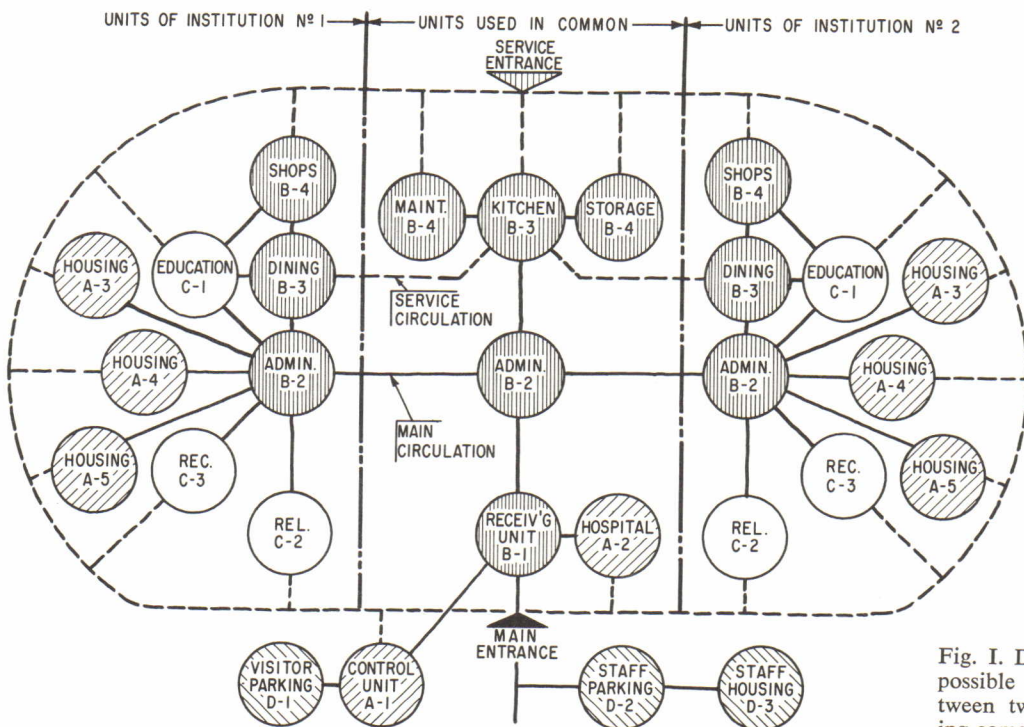 UNITS OF INSTITUTION Nº 1
UNITS USED IN COMMON
UNITS OF INSTITUTION Nº 2
SERVICE
ENTRANCE
SHOPS
B-4
MAINT.
B-4
KITCHEN
B-3
STORAGE
B-4
SHOPS
B-4
HOUSING
A-3
EDUCATION
C-1
DINING
B-3
SERVICE
CIRCULATION
DINING
B-3
EDUCATION
C-1
HOUSING
A-3
HOUSING
A-4
ADMIN.
B-2
ADMIN.
B-2
ADMIN.
B-2
HOUSING
A-4
MAIN
CIRCULATION
HOUSING
A-5
REC.
C-3
REC.
C-3
HOUSING
A-5
REL.
C-2
RECEIV'G
UNIT
B-1
HOSPITAL
A-2
REL.
C-2
MAIN
ENTRANCE
VISITOR
PARKING
D-1
CONTROL
UNIT
A-1
STAFF
PARKING
D-2
STAFF
HOUSING
D-3
Fig. I. D
possible
tween tw
ing comp